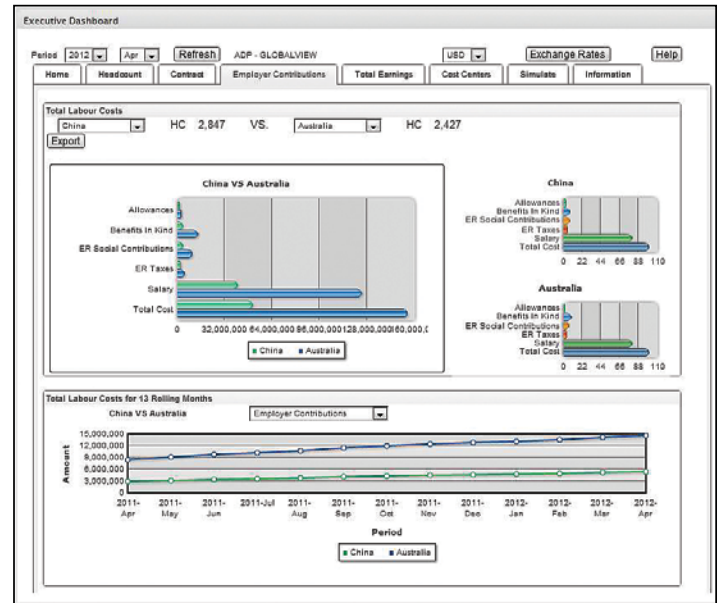 Executive Dashboard
Period 2012 Apr Refresh ADP - GLOBALVIEW USD Exchange Rates Help
Home Headcount Contract Employer Contributions Total Earnings Cost Centers Simulate Information
Total Labour Costs
China HC 2,847 VS. Australia HC 2,427
Export
China VS Australia
Allowances
Benefits In Kind
ER Social Contributions
ER Taxes
Salary
Total Cost
0 32,000,000 64,000,000 96,000,000 128,000,000 160,000,(
China Australia
China
Allowances
Benefits In Kind
ER Social Contributions
ER Taxes
Salary
Total Cost
0 22 44 66 88 110
Australia
Allowances
Benefits In Kind
ER Social Contributions
ER Taxes
Salary
Total Cost
0 22 44 66 88 110
Total Labour Costs for 13 Rolling Months
China VS Australia Employer Contributions
Amount
15,000,000
12,000,000
9,000,000
6,000,000
3,000,000
0
2011-Apr 2011-May 2011-Jun 2011-Jul 2011-Aug 2011-Sep 2011-Oct 2011-Nov 2011-Dec 2012-Jan 2012-Feb 2012-Mar 2012-Apr
Period
China Australia